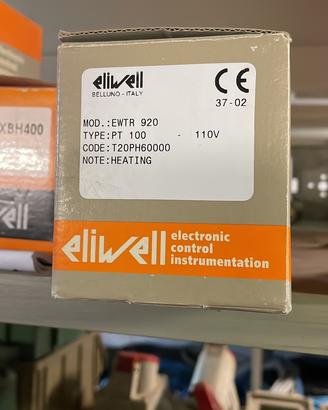 eliwell
BELLUNO - ITALY
CE
37-02
MOD.:EWTR 920
TYPE:PT 100 - 110V
CODE:T20PH60000
NOTE:HEATING
XBH400
eliwell
electronic
control
instrumentation
well